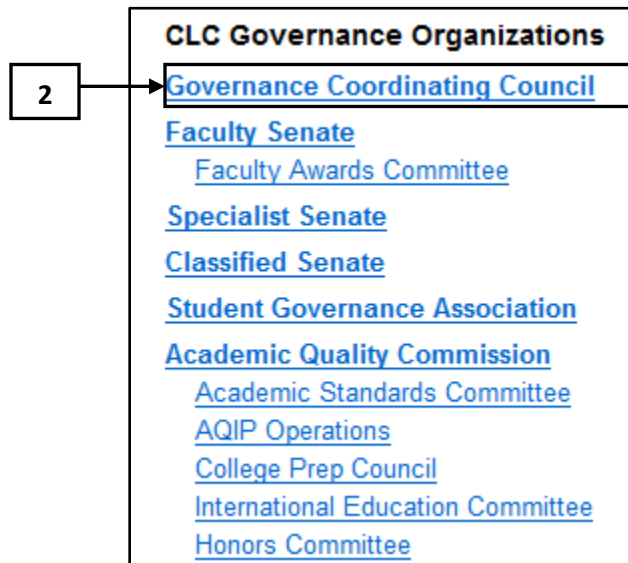 CLC Governance Organizations
2
Governance Coordinating Council
Faculty Senate
Faculty Awards Committee
Specialist Senate
Classified Senate
Student Governance Association
Academic Quality Commission
Academic Standards Committee
AQIP Operations
College Prep Council
International Education Committee
Honors Committee